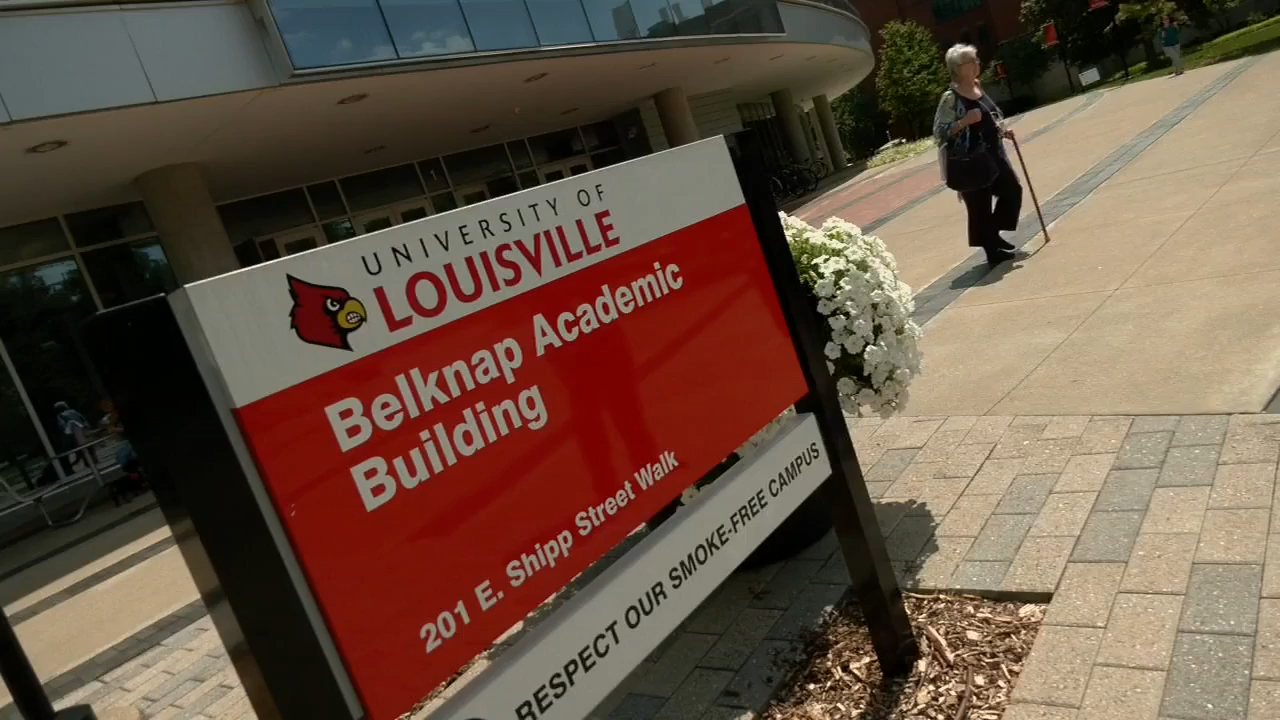 UNIVERSITY OF
LOUISVILLE
Belknap Academic
Building
201 E. Shipp Street Walk
RESPECT OUR SMOKE-FREE CAMPUS